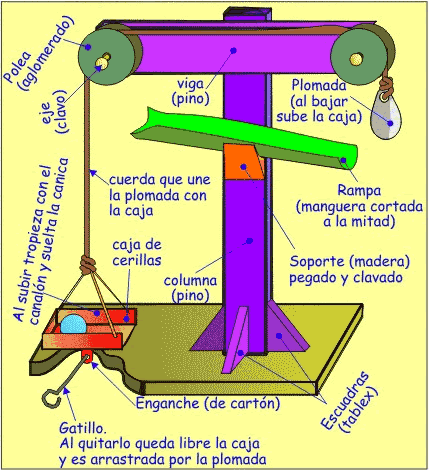 Polea
(aglomerado)
eje
(clavo)
viga
(pino)
Plomada
(al bajar
sube la caja)
cuerda que une
la plomada con
la caja
Rampa
(manguera cortada
a la mitad)
Al subir tropieza con el
canalón y suelta la canica
caja de
cerillas
columna
(pino)
Soporte (madera)
pegado y clavado
Enganche (de cartón)
Escuadras
(tablex)
Gatillo.
Al quitarlo queda libre la caja
y es arrastrada por la plomada